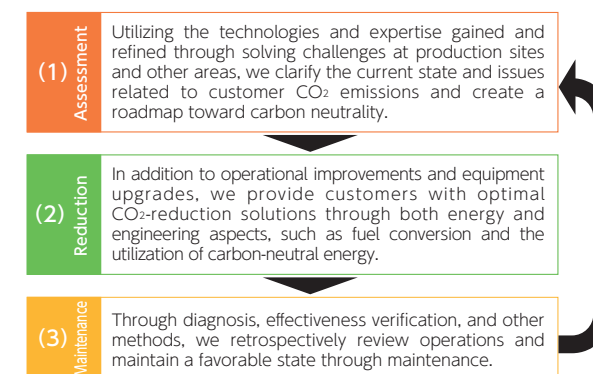 (1)
Assessment
Utilizing the technologies and expertise gained and
refined through solving challenges at production sites
and other areas, we clarify the current state and issues
related to customer CO2 emissions and create a
roadmap toward carbon neutrality.
(2)
Reduction
In addition to operational improvements and equipment
upgrades, we provide customers with optimal
CO2-reduction solutions through both energy and
engineering aspects, such as fuel conversion and the
utilization of carbon-neutral energy.
(3)
Maintenance
Through diagnosis, effectiveness verification, and other
methods, we retrospectively review operations and
maintain a favorable state through maintenance.